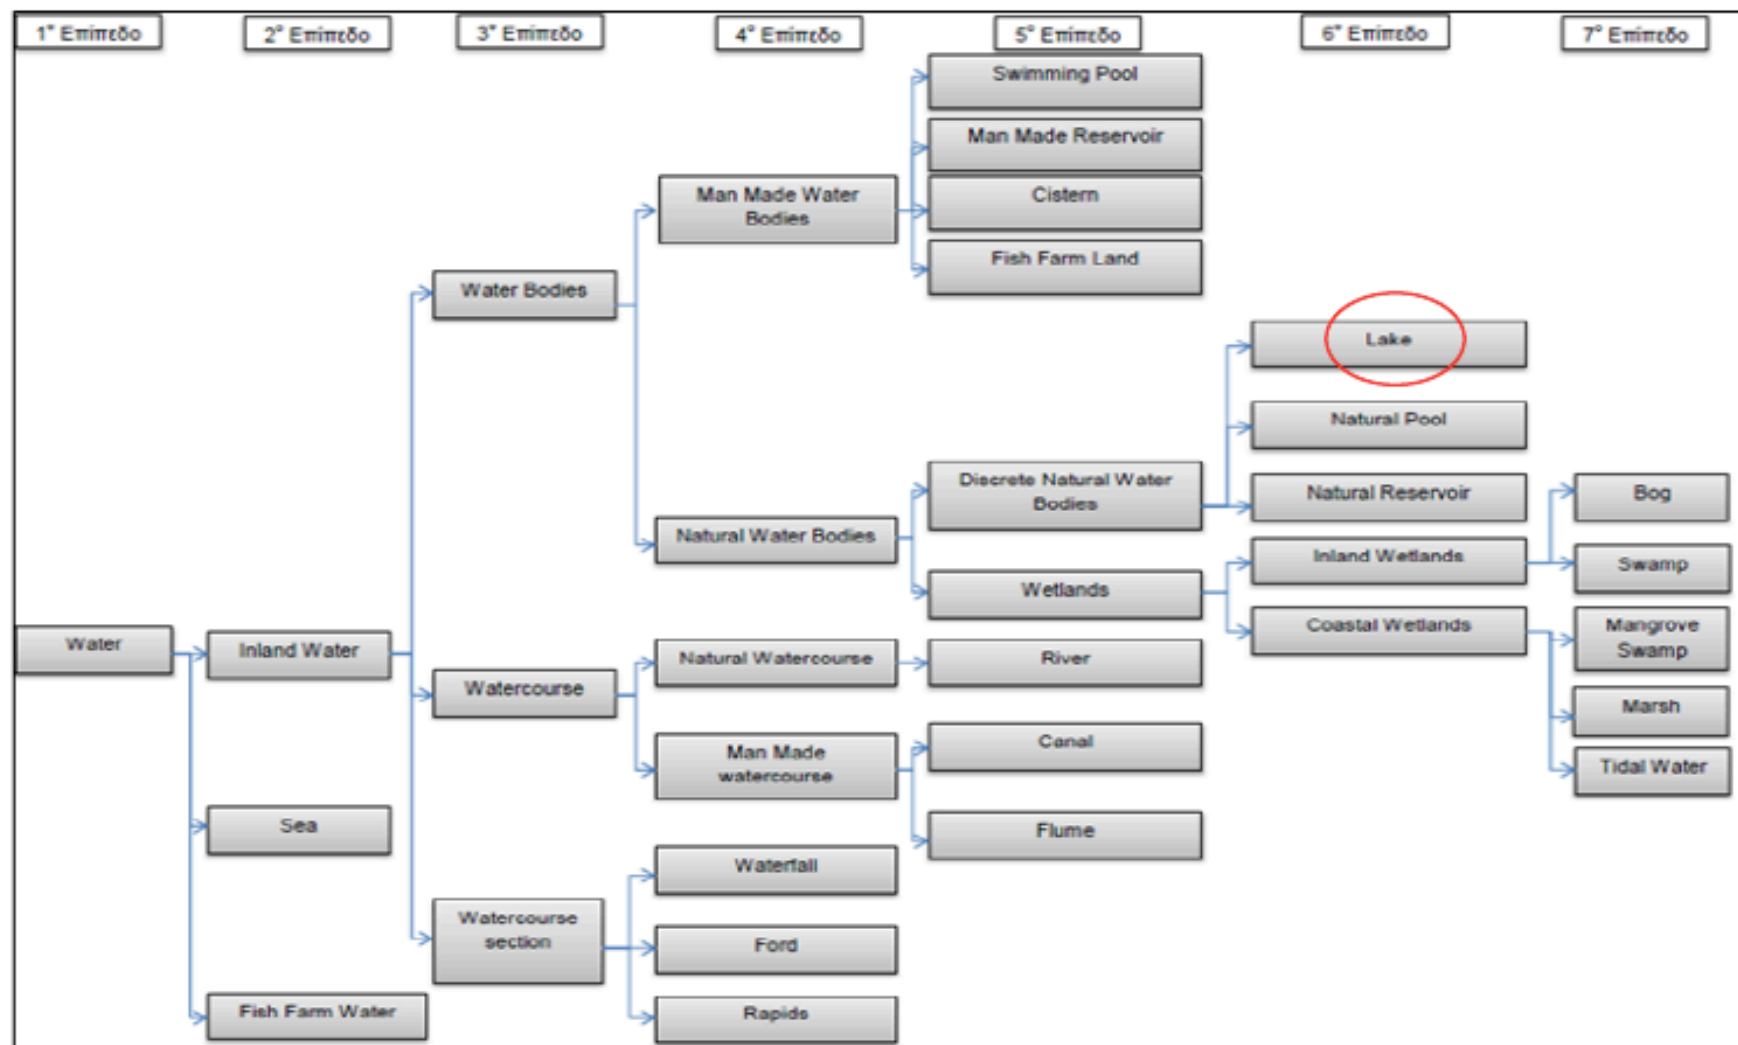 1° Επίπεδο
2° Επίπεδο
3° Επίπεδο
4° Επίπεδο
5° Επίπεδο
6° Επίπεδο
7° Επίπεδο
Swimming Pool
Man Made Reservoir
Man Made Water
Bodies
Cistern
Fish Farm Land
Water Bodies
Lake
Natural Pool
Discrete Natural Water
Bodies
Natural Reservoir
Bog
Natural Water Bodies
Inland Wetlands
Swamp
Wetlands
Coastal Wetlands
Mangrove
Swamp
Water
Inland Water
Natural Watercourse
River
Watercourse
Marsh
Man Made
watercourse
Canal
Tidal Water
Sea
Flume
Waterfall
Watercourse
section
Ford
Fish Farm Water
Rapids